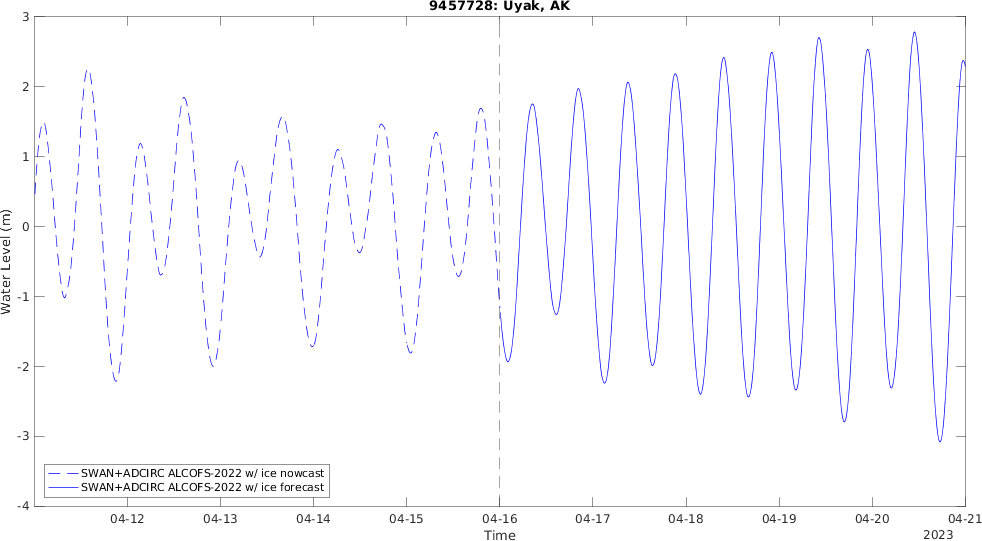 9457728: Uyak, AK
3
2
1
0
-1
-2
-3
-4
Water Level (m)
SWAN+ADCIRC ALCOFS-2022 w/ ice nowcast
SWAN+ADCIRC ALCOFS-2022 w/ ice forecast
04-12 04-13 04-14 04-15 04-16 04-17 04-18 04-19 04-20 04-21
Time
2023